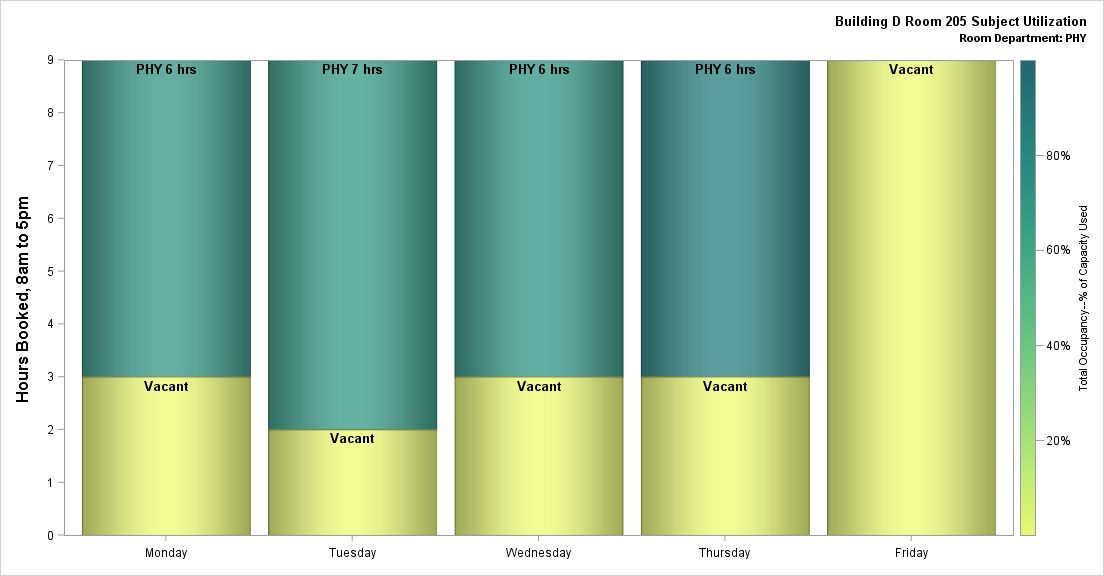 Building D Room 205 Subject Utilization
Room Department: PHY
Hours Booked, 8am to 5pm
9
8
7
6
5
4
3
2
1
0
PHY 6 hrs
PHY 7 hrs
PHY 6 hrs
PHY 6 hrs
Vacant
Vacant
Vacant
Vacant
Vacant
Monday
Tuesday
Wednesday
Thursday
Friday
80%
60%
40%
20%
Total Occupancy--% of Capacity Used